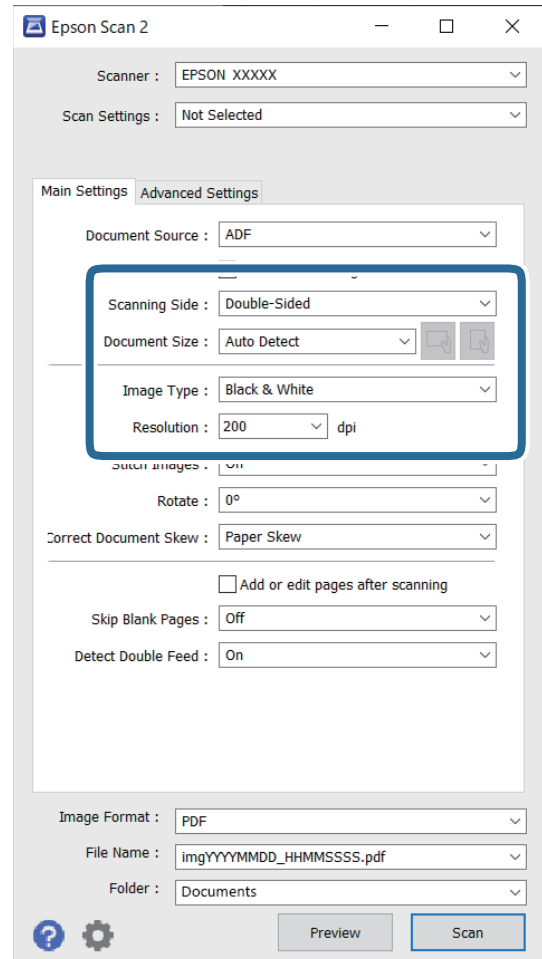 Epson Scan 2
Scanner : EPSON XXXXX
Scan Settings : Not Selected
Main Settings Advanced Settings
Document Source : ADF
Scanning Side : Double-Sided
Document Size : Auto Detect
Image Type : Black & White
Resolution : 200 dpi
Stitch Images : Off
Rotate : 0°
Correct Document Skew : Paper Skew
Add or edit pages after scanning
Skip Blank Pages : Off
Detect Double Feed : On
Image Format : PDF
File Name : imgYYYYMMDD_HHMMSSSS.pdf
Folder : Documents
? Preview Scan